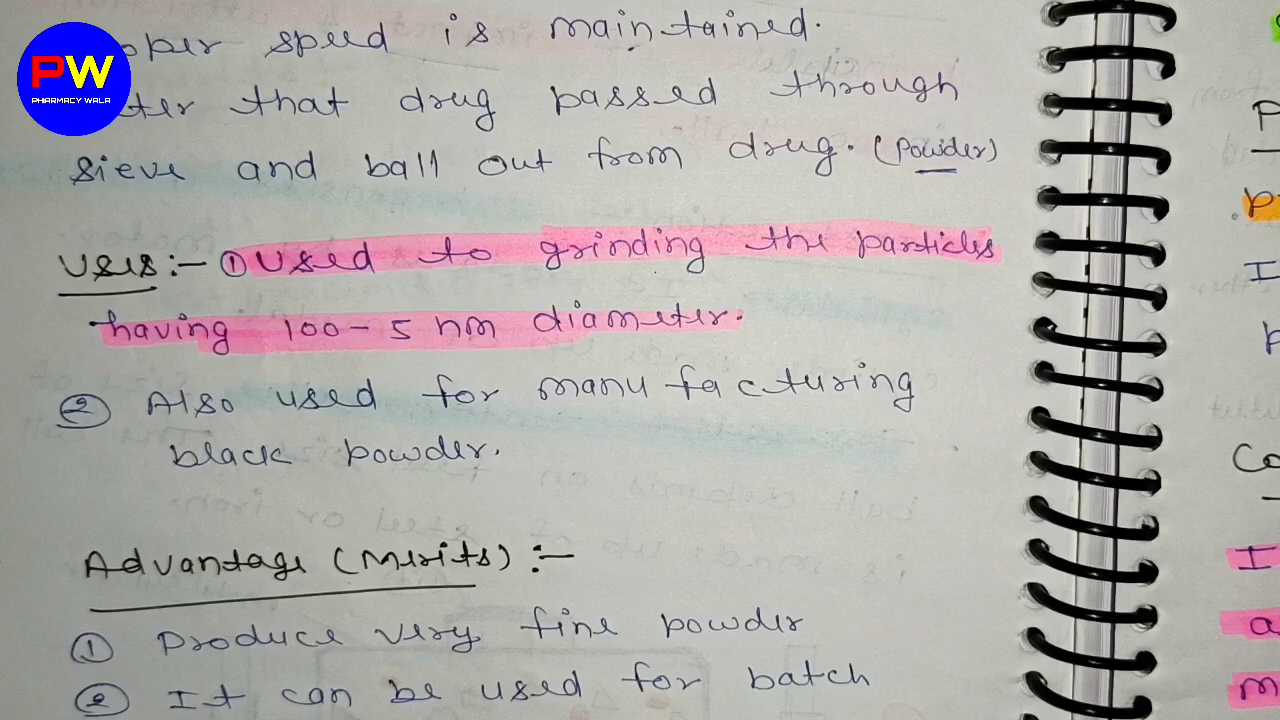 PW
PHARMACY WALA
speed is maintained.
that drug passed through
sieve and ball out from drug. (Powder)
Uses:- ① Used to grinding the particles
having 100-5 nm diameter.
② Also used for manufacturing
black powder.
Advantage (Merits) :-
① Produce very fine powder
② It can be used for batch